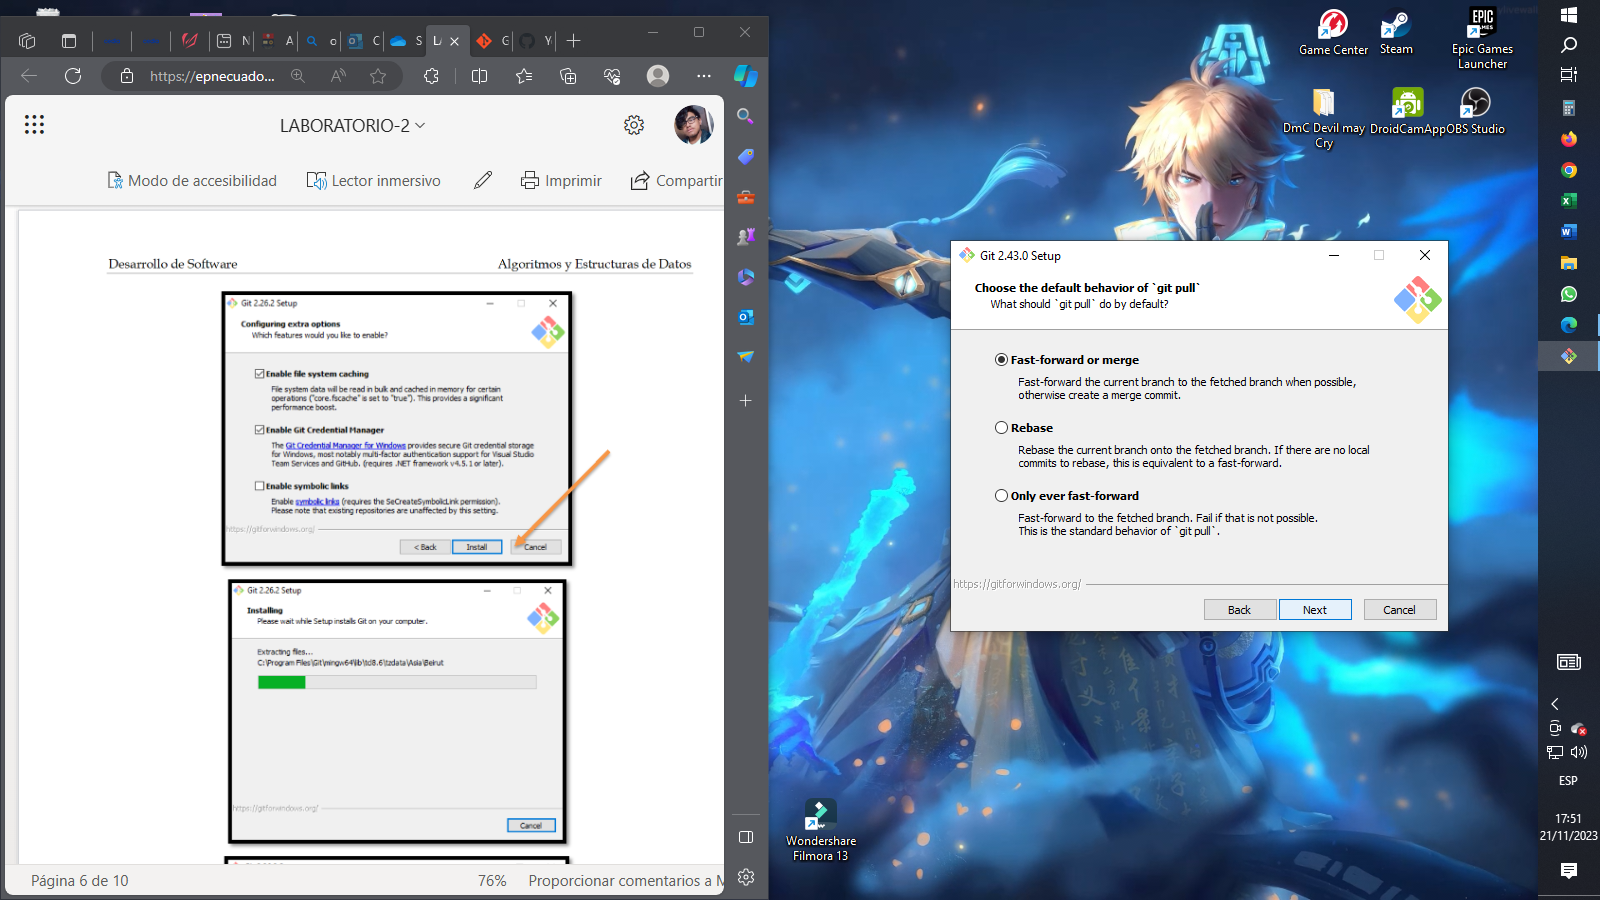 N
A
o
C
S
LA
G
Y
https://epnecuado...
LABORATORIO-2
Modo de accesibilidad
Lector inmersivo
Imprimir
Compartir
Desarrollo de Software
Algoritmos y Estructuras de Datos
Git 2.26.2 Setup
Configuring extra options
Which features would you like to enable?
Enable file system caching
File system data will be read in bulk and cached in memory for certain
operations ("core.fscache" is set to "true"). This provides a significant
performance boost.
Enable Git Credential Manager
The Git Credential Manager for Windows provides secure Git credential storage
for Windows, most notably multi-factor authentication support for Visual Studio
Team Services and GitHub. (requires .NET framework v4.5.1 or later).
Enable symbolic links
Enable symbolic links (requires the SeCreateSymbolicLink permission).
Please note that existing repositories are unaffected by this setting.
https://gitforwindows.org/
< Back
Install
Cancel
Git 2.26.2 Setup
Installing
Please wait while Setup installs Git on your computer.
Extracting files...
C:\Program Files\Git\mingw64\lib\td8.6\tzdata\Asia\Beirut
https://gitforwindows.org/
Cancel
Página 6 de 10
76%
Proporcionar comentarios a M
Game Center
Steam
Epic Games
Launcher
EPIC
GAMES
DmC Devil may
Cry
DroidCamApp
OBS Studio
Git 2.43.0 Setup
Choose the default behavior of `git pull`
What should `git pull` do by default?
Fast-forward or merge
Fast-forward the current branch to the fetched branch when possible,
otherwise create a merge commit.
Rebase
Rebase the current branch onto the fetched branch. If there are no local
commits to rebase, this is equivalent to a fast-forward.
Only ever fast-forward
Fast-forward to the fetched branch. Fail if that is not possible.
This is the standard behavior of `git pull`.
https://gitforwindows.org/
Back
Next
Cancel
Wondershare
Filmora 13
ESP
17:51
21/11/2023